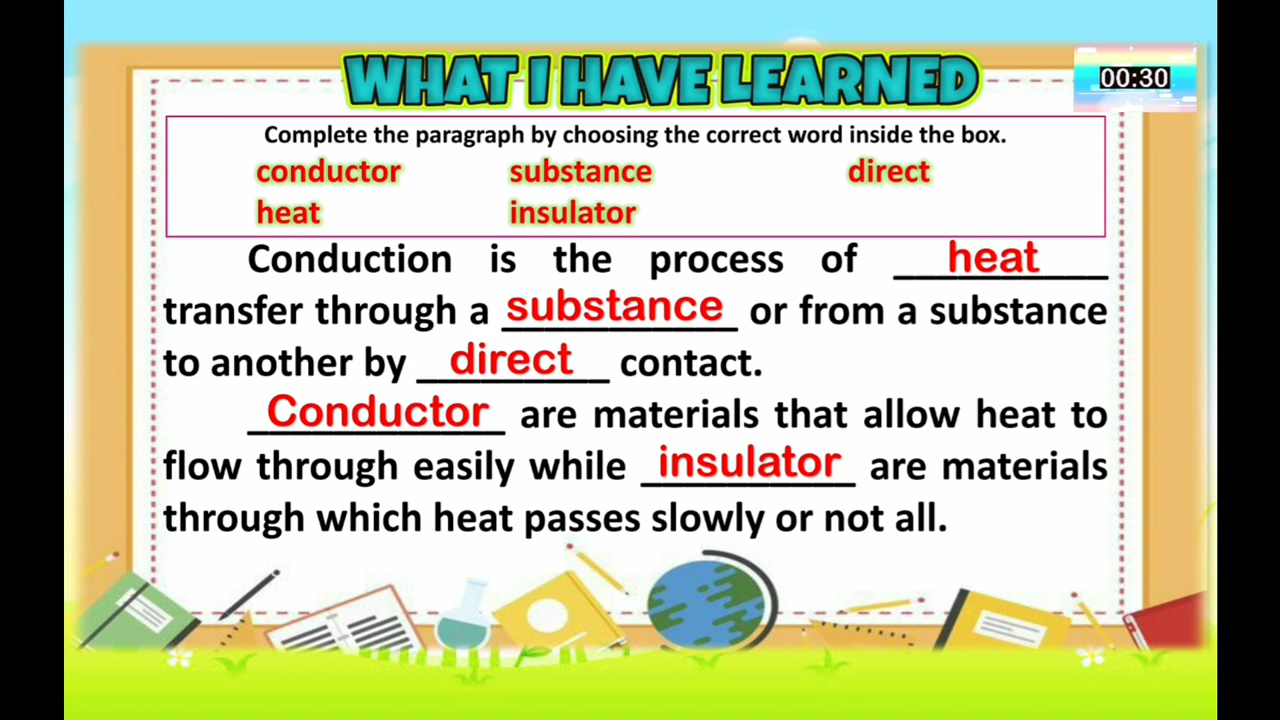 WHAT I HAVE LEARNED
00:30
Complete the paragraph by choosing the correct word inside the box.
conductor substance direct
heat insulator
Conduction is the process of heat
transfer through a substance or from a substance
to another by direct contact.
Conductor are materials that allow heat to
flow through easily while insulator are materials
through which heat passes slowly or not all.